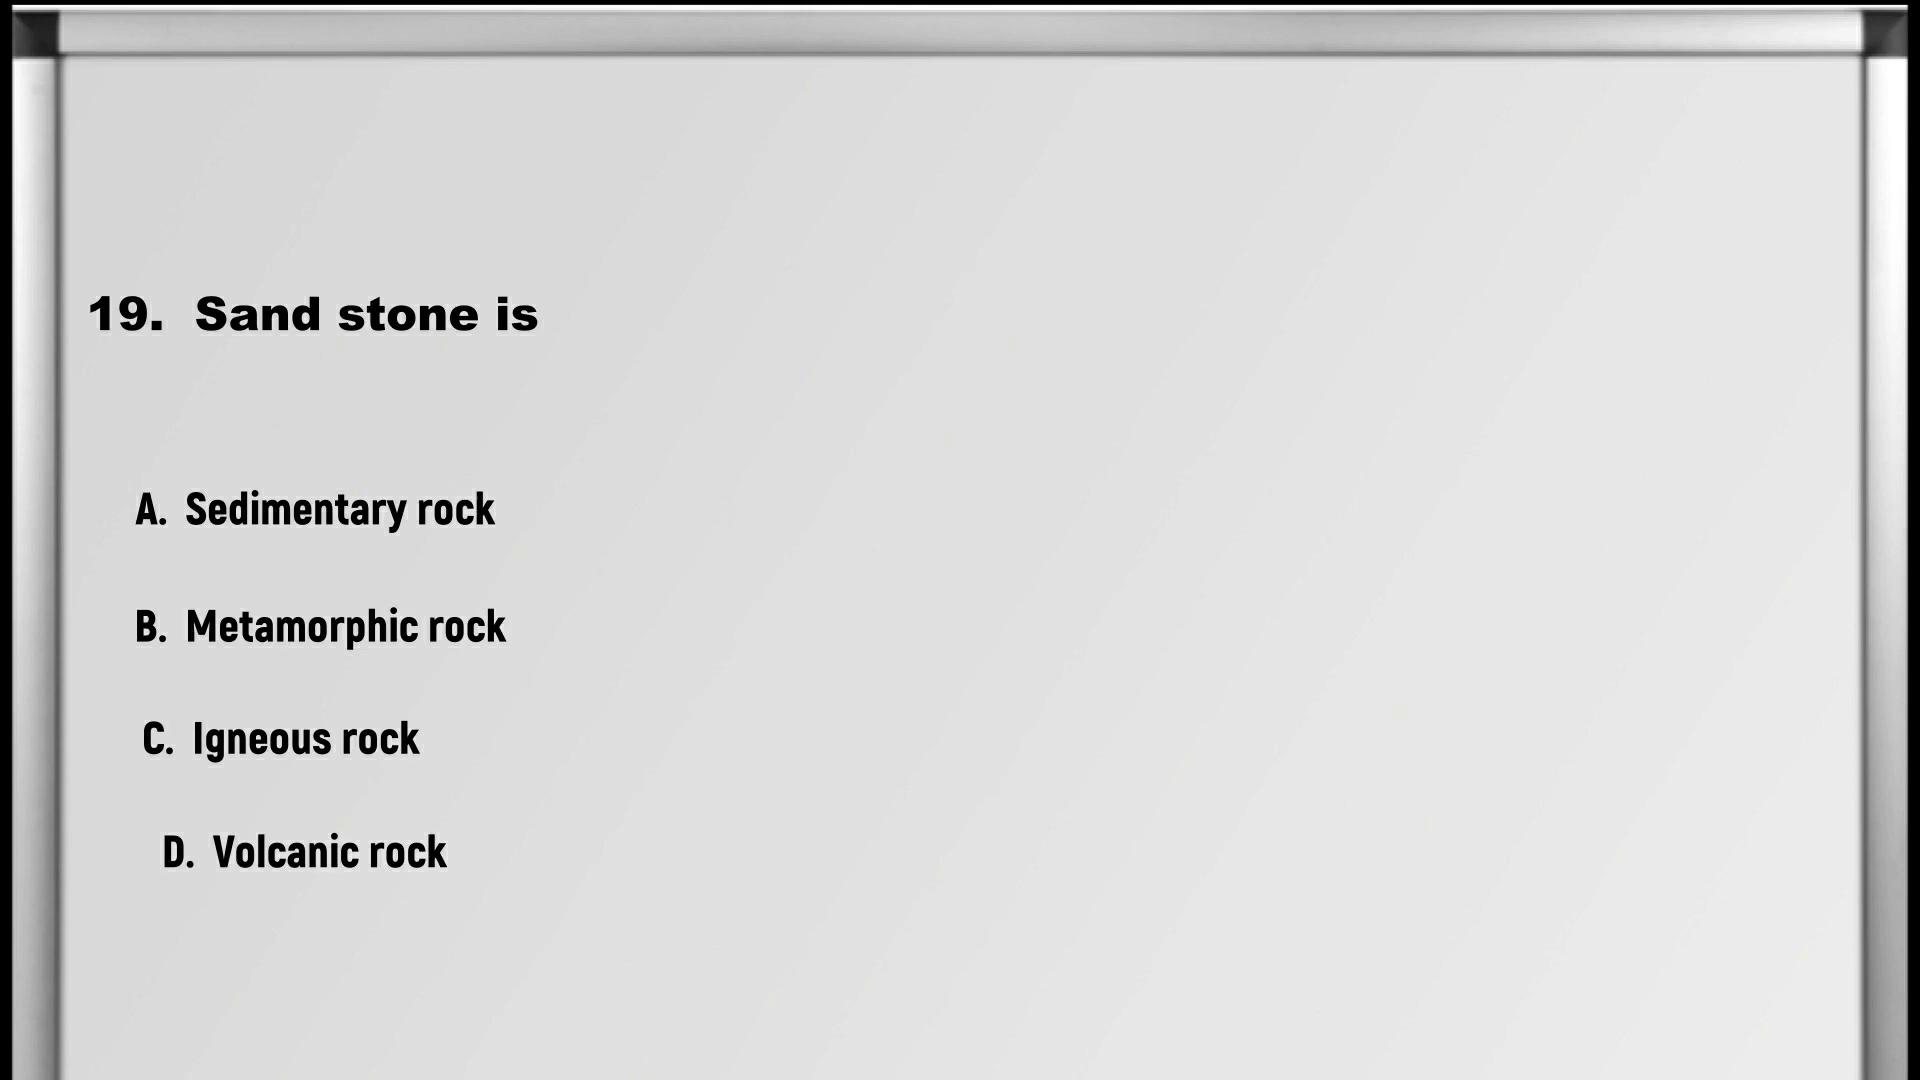 19. Sand stone is
A. Sedimentary rock
B. Metamorphic rock
C. Igneous rock
D. Volcanic rock